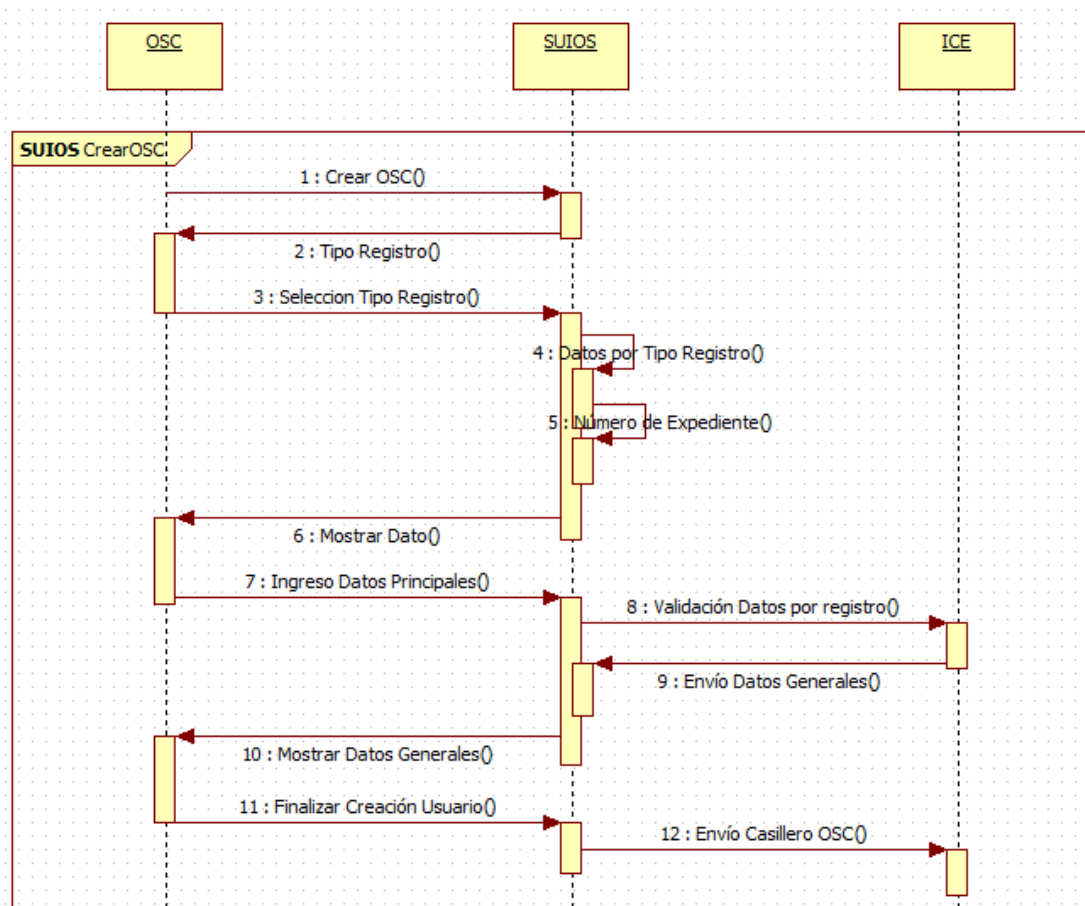 OSC
SUIOS
ICE
SUIOS CrearOSC
1 : Crear OSC()
2 : Tipo Registro()
3 : Seleccion Tipo Registro()
4 : Datos por Tipo Registro()
5 : Número de Expediente()
6 : Mostrar Dato()
7 : Ingreso Datos Principales()
8 : Validación Datos por registro()
9 : Envío Datos Generales()
10 : Mostrar Datos Generales()
11 : Finalizar Creación Usuario()
12 : Envío Casillero OSC()